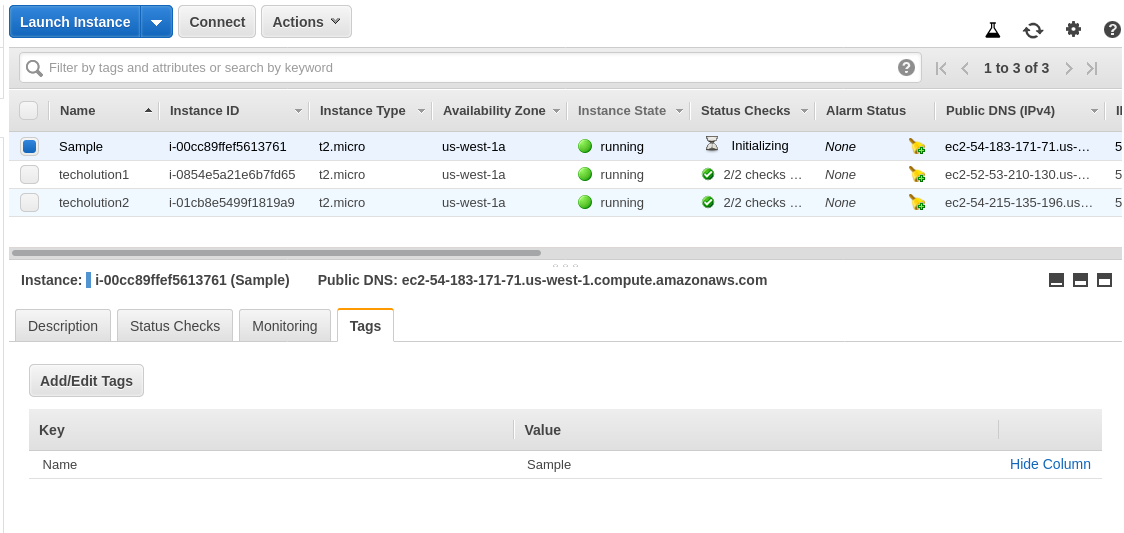 Launch Instance Connect Actions
Filter by tags and attributes or search by keyword ? 1 to 3 of 3
Name Instance ID Instance Type Availability Zone Instance State Status Checks Alarm Status Public DNS (IPv4)
Sample i-00cc89ffef5613761 t2.micro us-west-1a running Initializing None ec2-54-183-171-71.us-... 5
techolution1 i-0854e5a21e6b7fd65 t2.micro us-west-1a running 2/2 checks ... None ec2-52-53-210-130.us-... 5
techolution2 i-01cb8e5499f1819a9 t2.micro us-west-1a running 2/2 checks ... None ec2-54-215-135-196.us... 5
Instance: i-00cc89ffef5613761 (Sample) Public DNS: ec2-54-183-171-71.us-west-1.compute.amazonaws.com
Description Status Checks Monitoring Tags
Add/Edit Tags
Key Value
Name Sample Hide Column